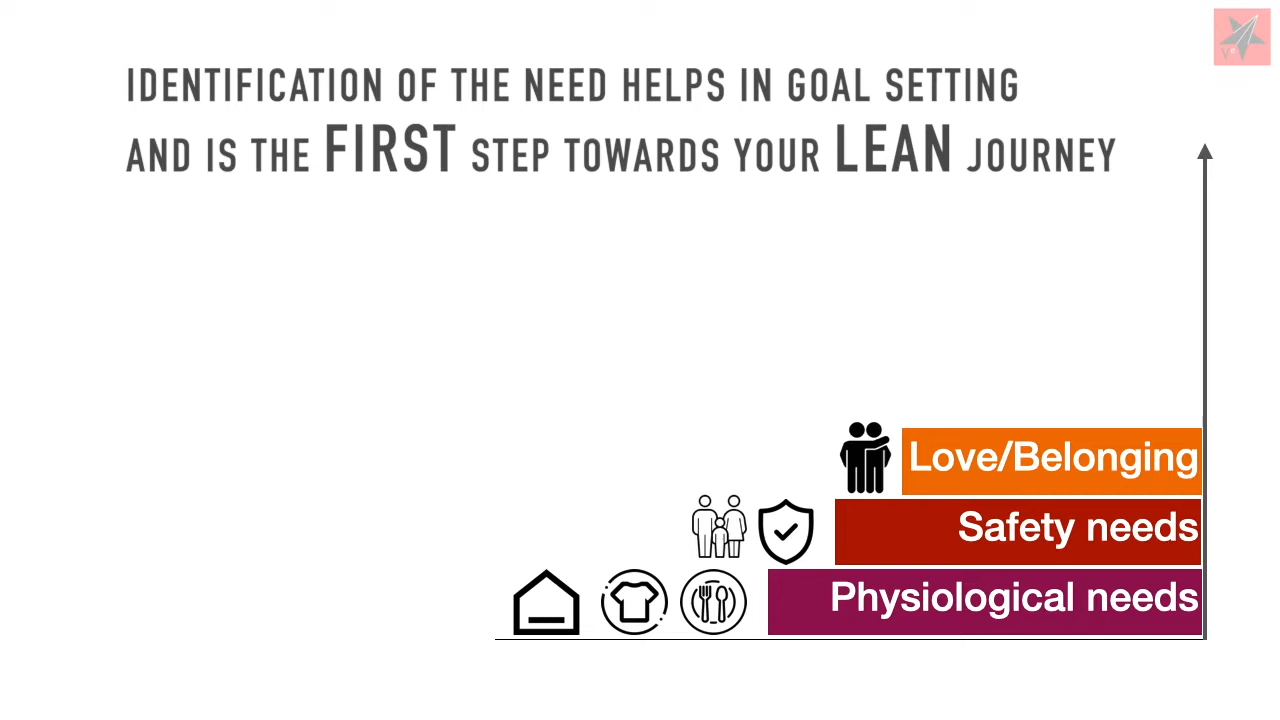 IDENTIFICATION OF THE NEED HELPS IN GOAL SETTING
AND IS THE FIRST STEP TOWARDS YOUR LEAN JOURNEY
Love/Belonging
Safety needs
Physiological needs